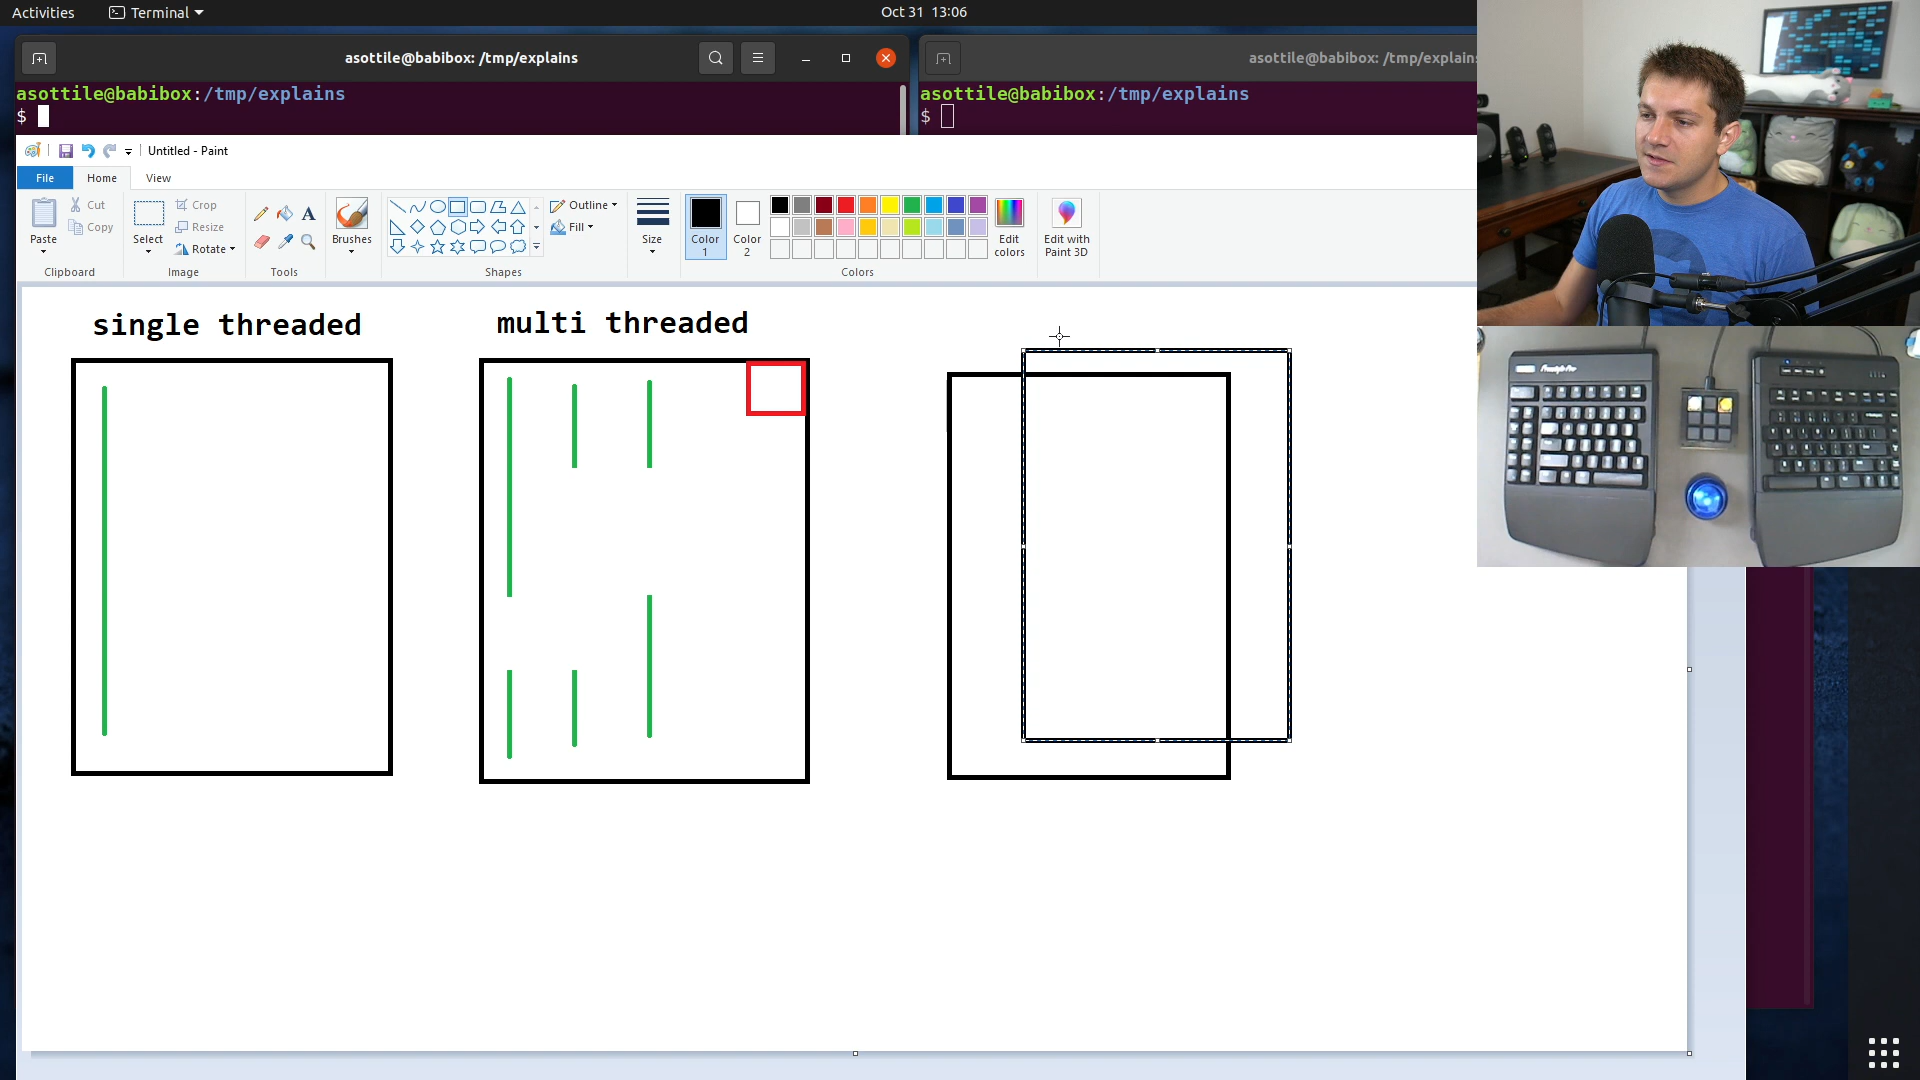 Activities
Terminal
Oct 31 13:06
asottile@babibox: /tmp/explains
asottile@babibox: /tmp/explains
asottile@babibox:/tmp/explains
$
asottile@babibox:/tmp/explains
$
Untitled - Paint
File
Home
View
Paste
Cut
Copy
Clipboard
Select
Crop
Resize
Rotate
Image
A
Tools
Brushes
Outline
Fill
Shapes
Size
Color 1
Color 2
Edit colors
Colors
Edit with Paint 3D
single threaded
multi threaded